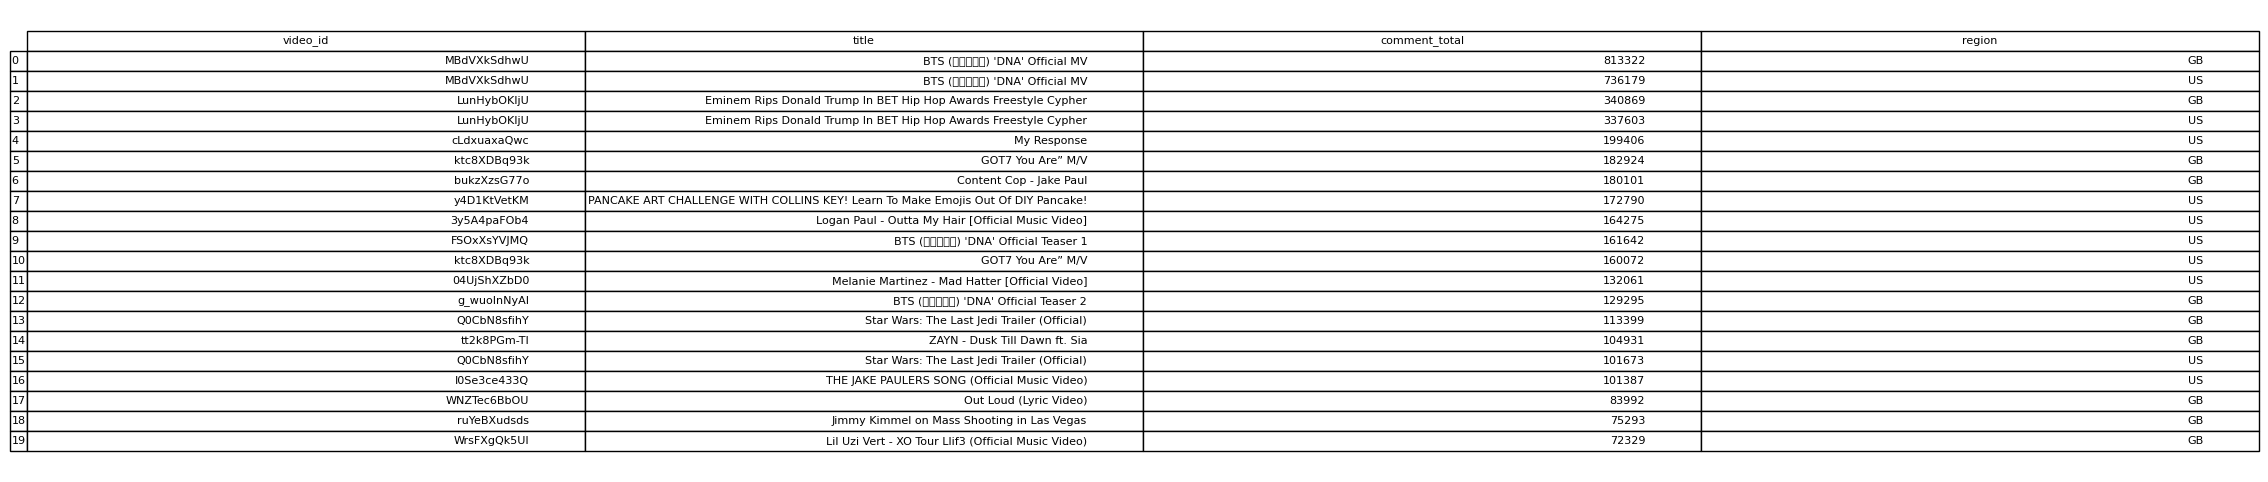 video_id title comment_total region
0 MBdVXkSdhwU BTS () 'DNA' Official MV 813322 GB
1 MBdVXkSdhwU BTS () 'DNA' Official MV 736179 US
2 LunHybOKIjU Eminem Rips Donald Trump In BET Hip Hop Awards Freestyle Cypher 340869 GB
3 LunHybOKIjU Eminem Rips Donald Trump In BET Hip Hop Awards Freestyle Cypher 337603 US
4 cLdxuaxaQwc My Response 199406 US
5 ktc8XDBq93k GOT7 You Are” M/V 182924 GB
6 bukzXzsG77o Content Cop - Jake Paul 180101 GB
7 y4D1KtVetKM PANCAKE ART CHALLENGE WITH COLLINS KEY! Learn To Make Emojis Out Of DIY Pancake! 172790 US
8 3y5A4paFOb4 Logan Paul - Outta My Hair [Official Music Video] 164275 US
9 FSOxXsYVJMQ BTS () 'DNA' Official Teaser 1 161642 US
10 ktc8XDBq93k GOT7 You Are” M/V 160072 US
11 04UjShXZbD0 Melanie Martinez - Mad Hatter [Official Video] 132061 US
12 g_wuoInNyAI BTS () 'DNA' Official Teaser 2 129295 GB
13 Q0CbN8sfihY Star Wars: The Last Jedi Trailer (Official) 113399 GB
14 tt2k8PGm-TI ZAYN - Dusk Till Dawn ft. Sia 104931 GB
15 Q0CbN8sfihY Star Wars: The Last Jedi Trailer (Official) 101673 US
16 I0Se3ce433Q THE JAKE PAULERS SONG (Official Music Video) 101387 US
17 WNZTec6BbOU Out Loud (Lyric Video) 83992 GB
18 ruYeBXudsds Jimmy Kimmel on Mass Shooting in Las Vegas 75293 GB
19 WrsFXgQk5UI Lil Uzi Vert - XO Tour Llif3 (Official Music Video) 72329 GB